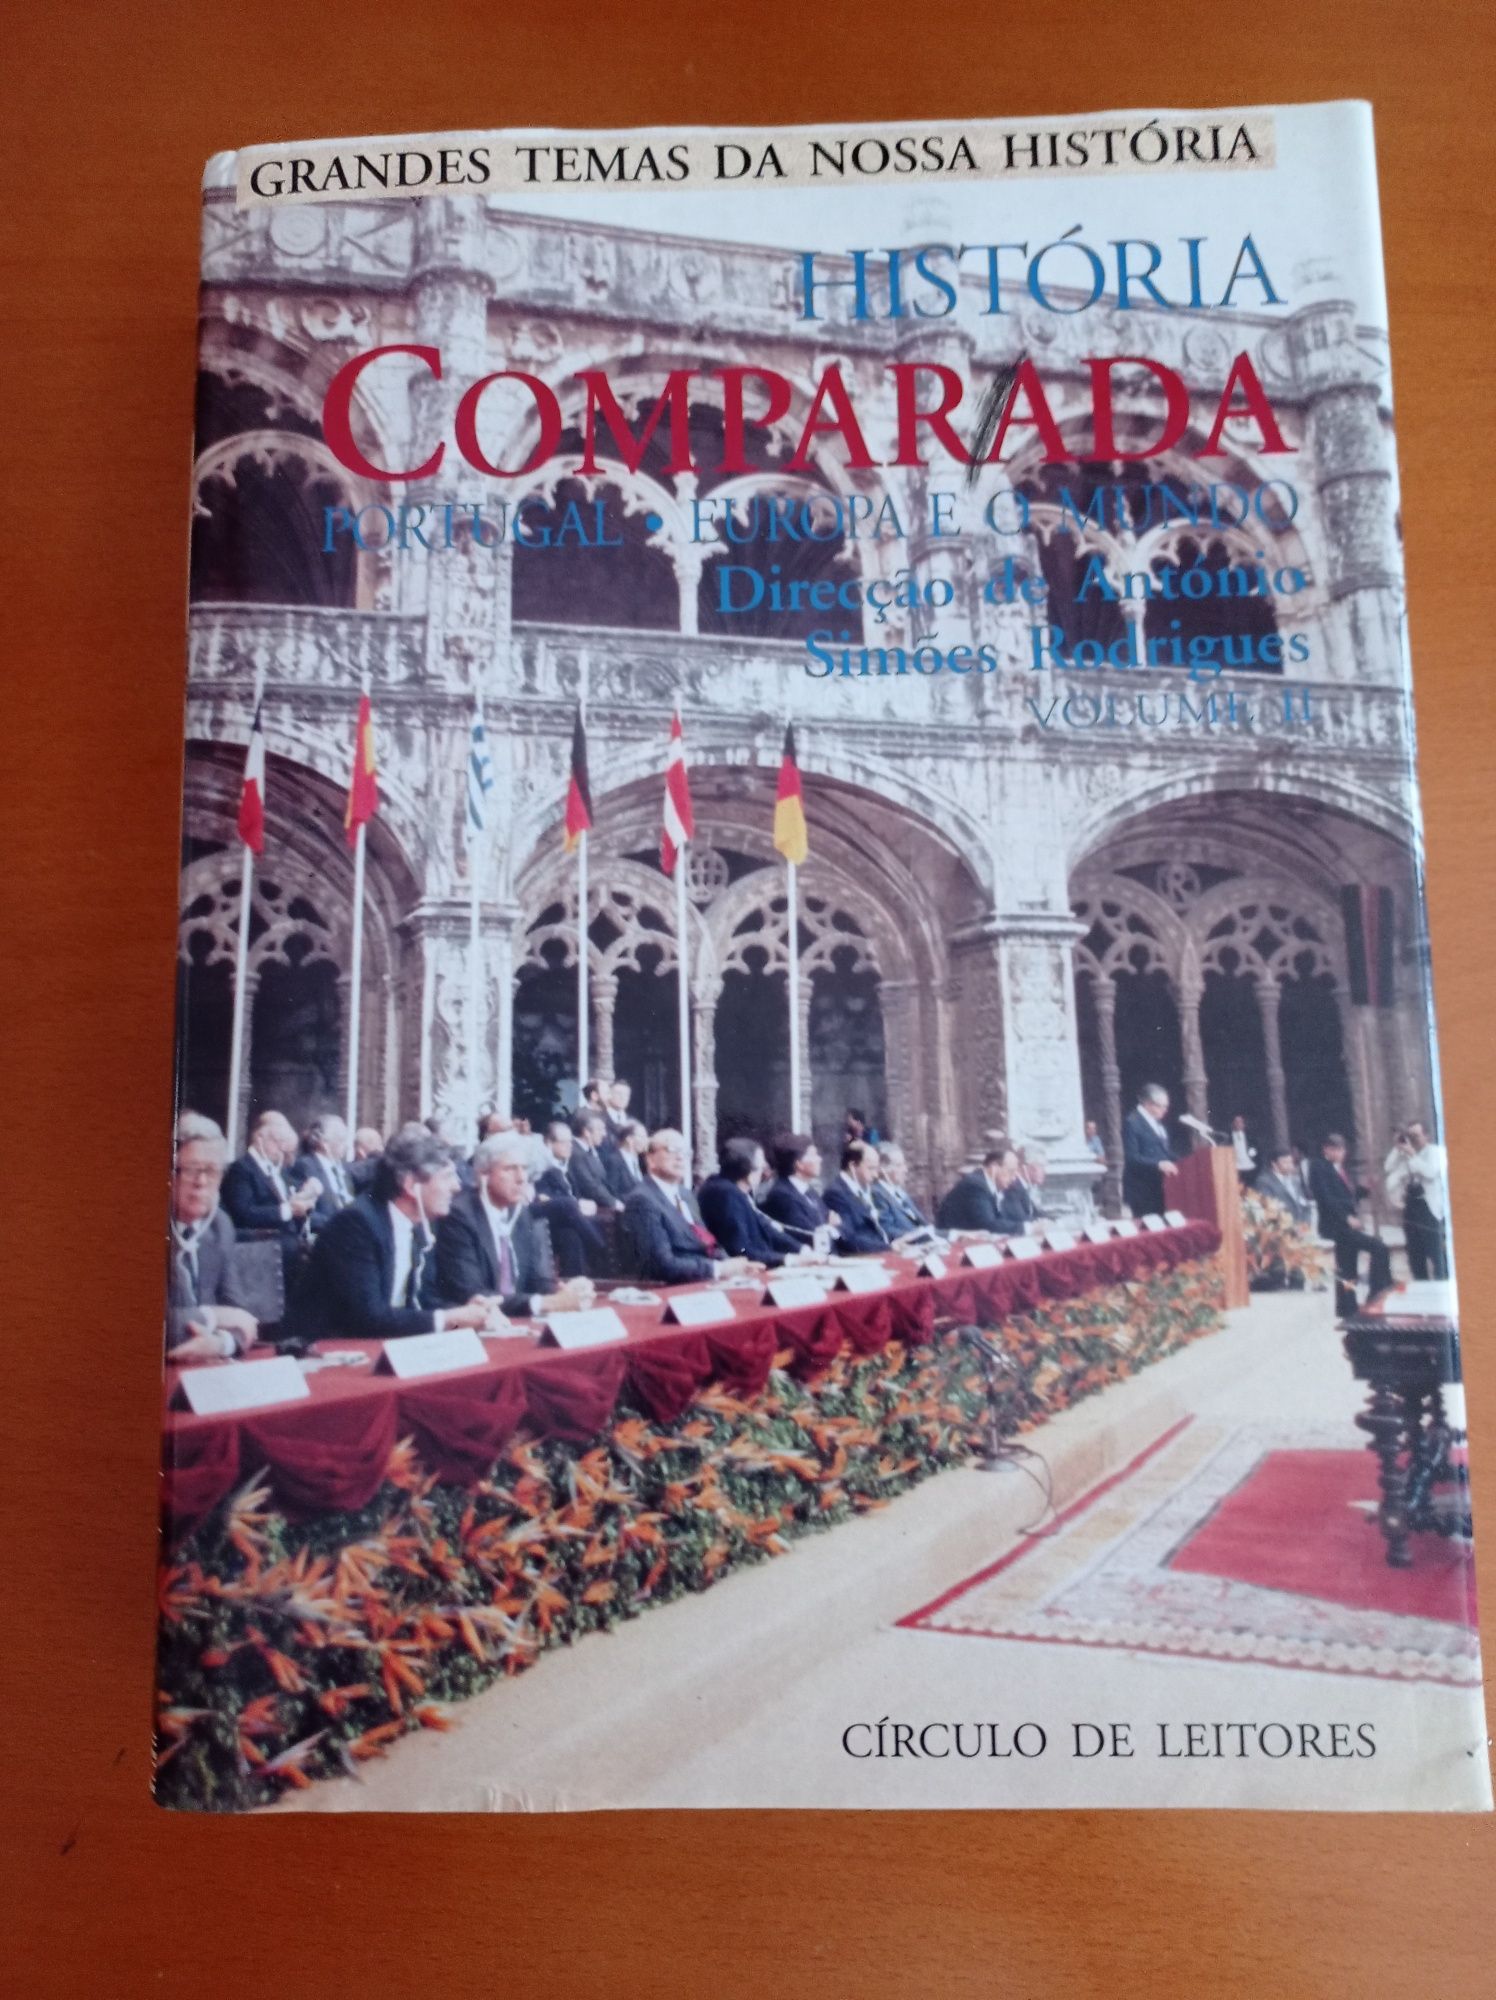 GRANDES TEMAS DA NOSSA HISTÓRIA
HISTÓRIA
COMPARADA
PORTUGAL • EUROPA E O MUNDO
Direcção de António
Simões Rodrigues
VOLUME II
CÍRCULO DE LEITORES